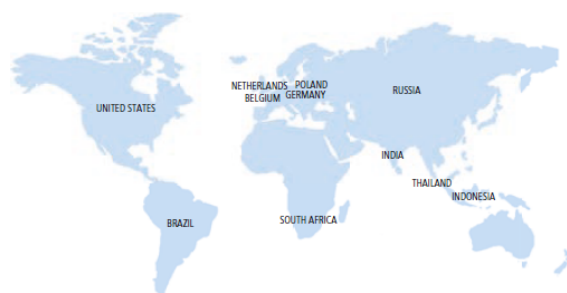 NETHERLANDS POLAND
BELGIUM GERMANY
RUSSIA
UNITED STATES
INDIA
THAILAND
INDONESIA
BRAZIL
SOUTH AFRICA